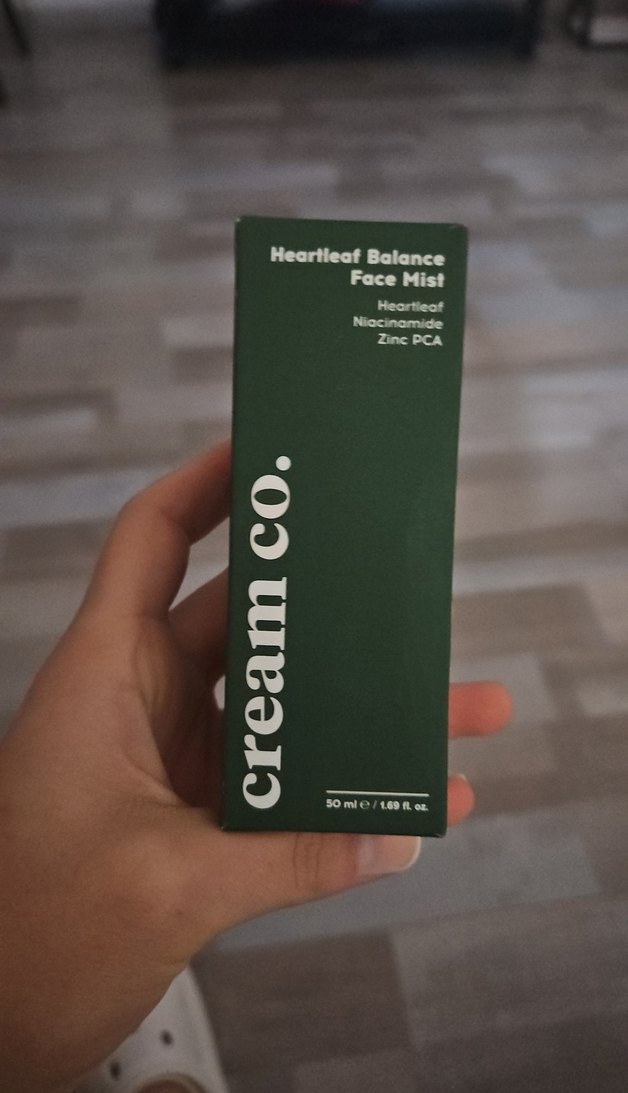 Heartleaf Balance
Face Mist
Heartleaf
Niacinamide
Zinc PCA
cream co.
50 ml ℮ / 1.69 fl. oz.